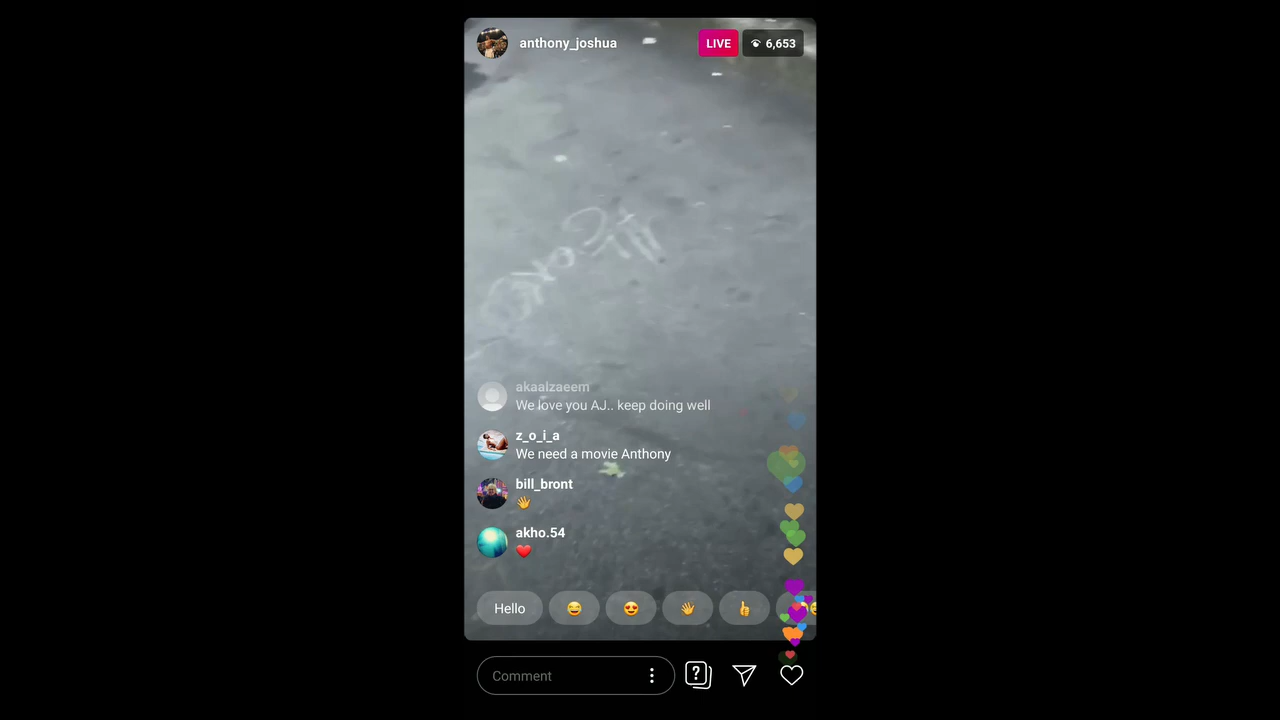 anthony_joshua LIVE 6,653
akaalzaeem
We love you AJ.. keep doing well
z_o_i_a
We need a movie Anthony
bill_bront
👋
akho.54
❤️
Hello 😂 😍 👋 👍
Comment